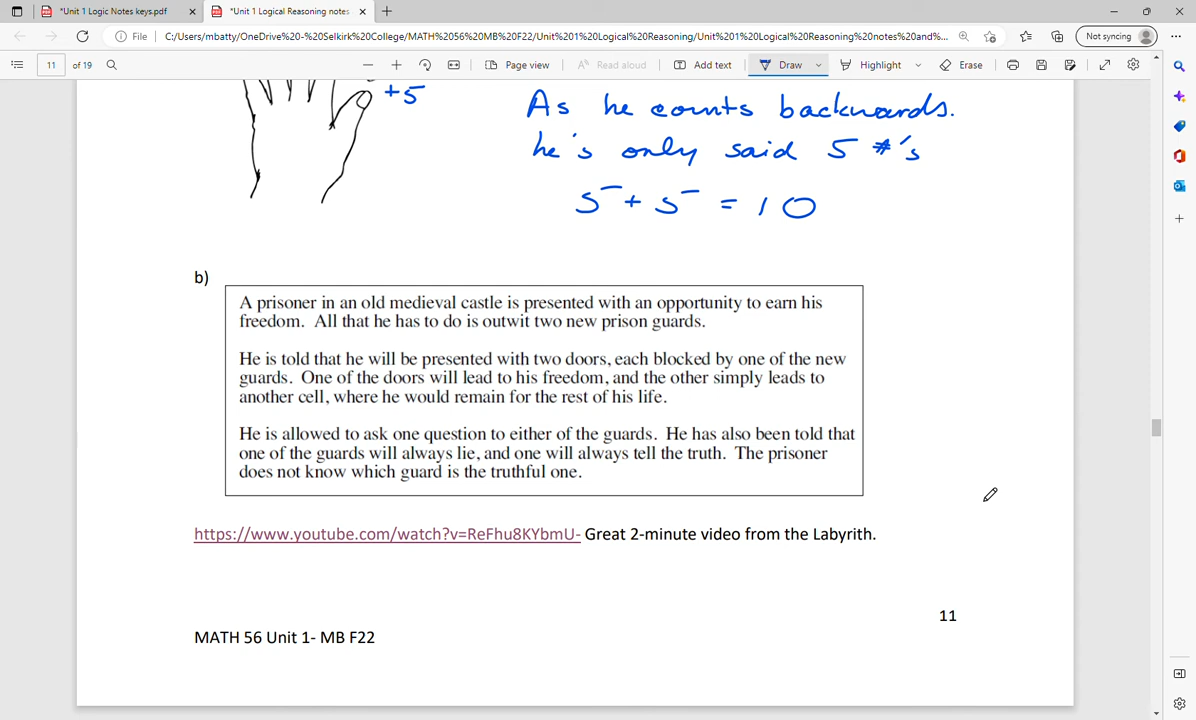 *Unit 1 Logic Notes keys.pdf
*Unit 1 Logical Reasoning notes
File
C:/Users/mbatty/OneDrive%20-%20Selkirk%20College/MATH%2056%20MB%20F22/Unit%201%20Logical%20Reasoning/Unit%201%20Logical%20Reasoning%20notes%20and%...
Not syncing
11 of 19
Page view
Read aloud
Add text
Draw
Highlight
Erase
+5
As he counts backwards.
he's only said 5 #'s
5 + 5 = 10
b)
A prisoner in an old medieval castle is presented with an opportunity to earn his
freedom. All that he has to do is outwit two new prison guards.
He is told that he will be presented with two doors, each blocked by one of the new
guards. One of the doors will lead to his freedom, and the other simply leads to
another cell, where he would remain for the rest of his life.
He is allowed to ask one question to either of the guards. He has also been told that
one of the guards will always lie, and one will always tell the truth. The prisoner
does not know which guard is the truthful one.
https://www.youtube.com/watch?v=ReFhu8KYbmU- Great 2-minute video from the Labyrith.
11
MATH 56 Unit 1- MB F22